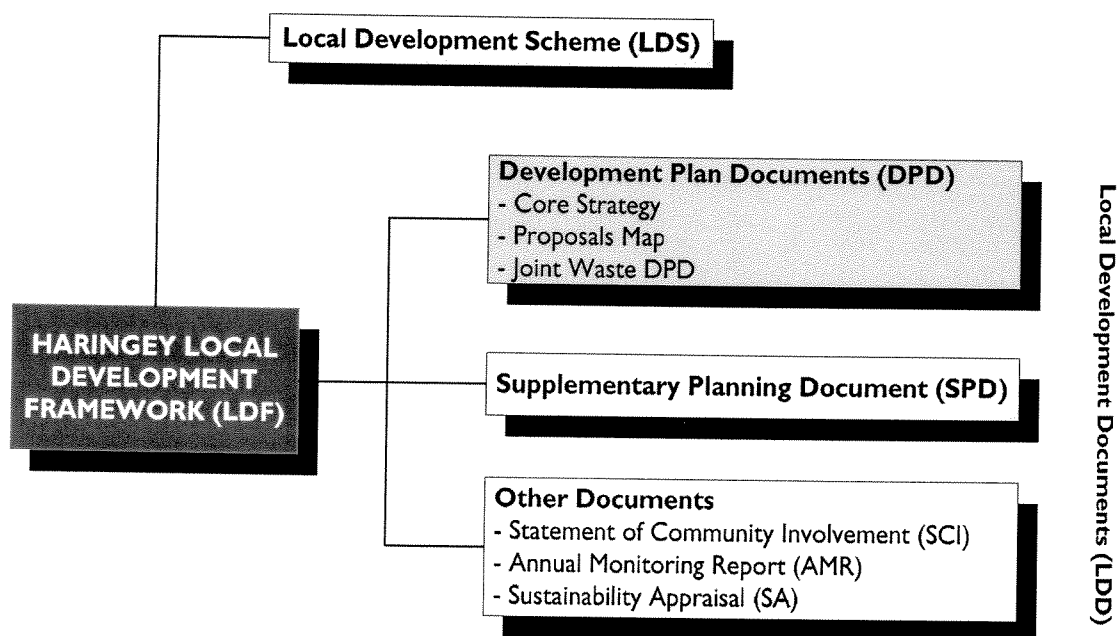 Local Development Scheme (LDS)
Development Plan Documents (DPD)
- Core Strategy
- Proposals Map
- Joint Waste DPD
HARINGEY LOCAL
DEVELOPMENT
FRAMEWORK (LDF)
Supplementary Planning Document (SPD)
Other Documents
- Statement of Community Involvement (SCI)
- Annual Monitoring Report (AMR)
- Sustainability Appraisal (SA)
Local Development Documents (LDD)